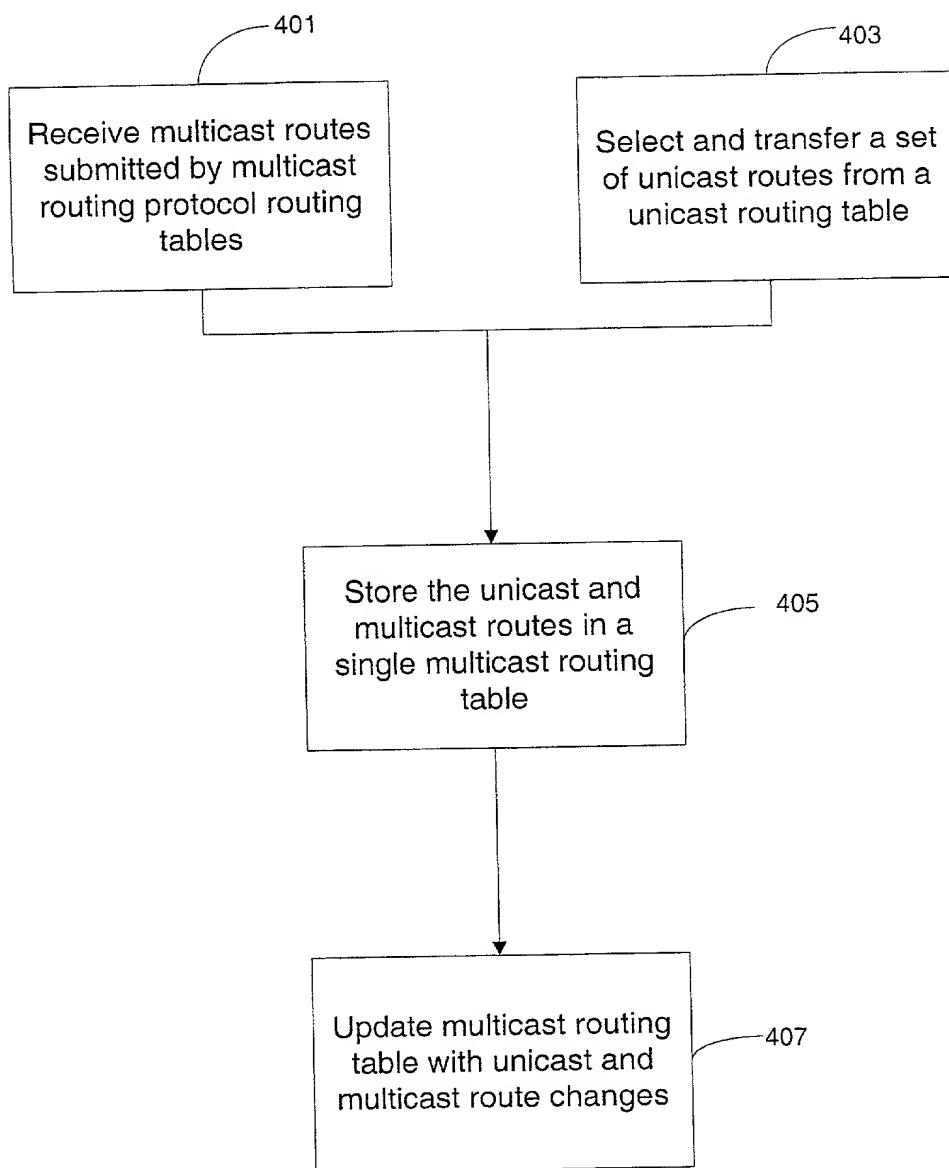 401
Receive multicast routes
submitted by multicast
routing protocol routing
tables
403
Select and transfer a set
of unicast routes from a
unicast routing table
Store the unicast and
multicast routes in a
single multicast routing
table
405
Update multicast routing
table with unicast and
multicast route changes
407